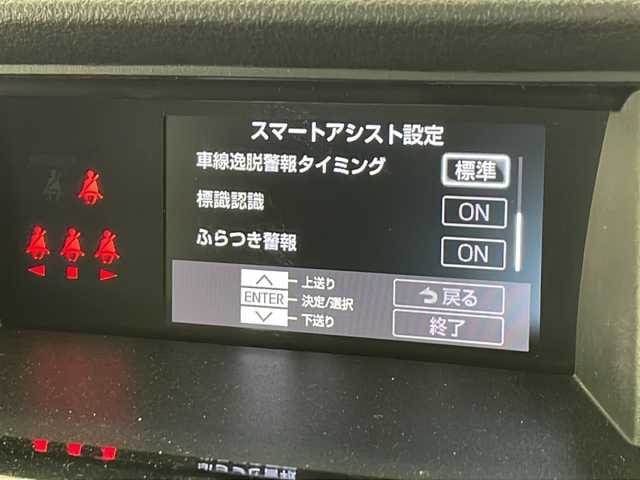 スマートアシスト設定
車線逸脱警報タイミング 標準
標識認識 ON
ふらつき警報 ON
上送り
ENTER 決定/選択
下送り
戻る
終了